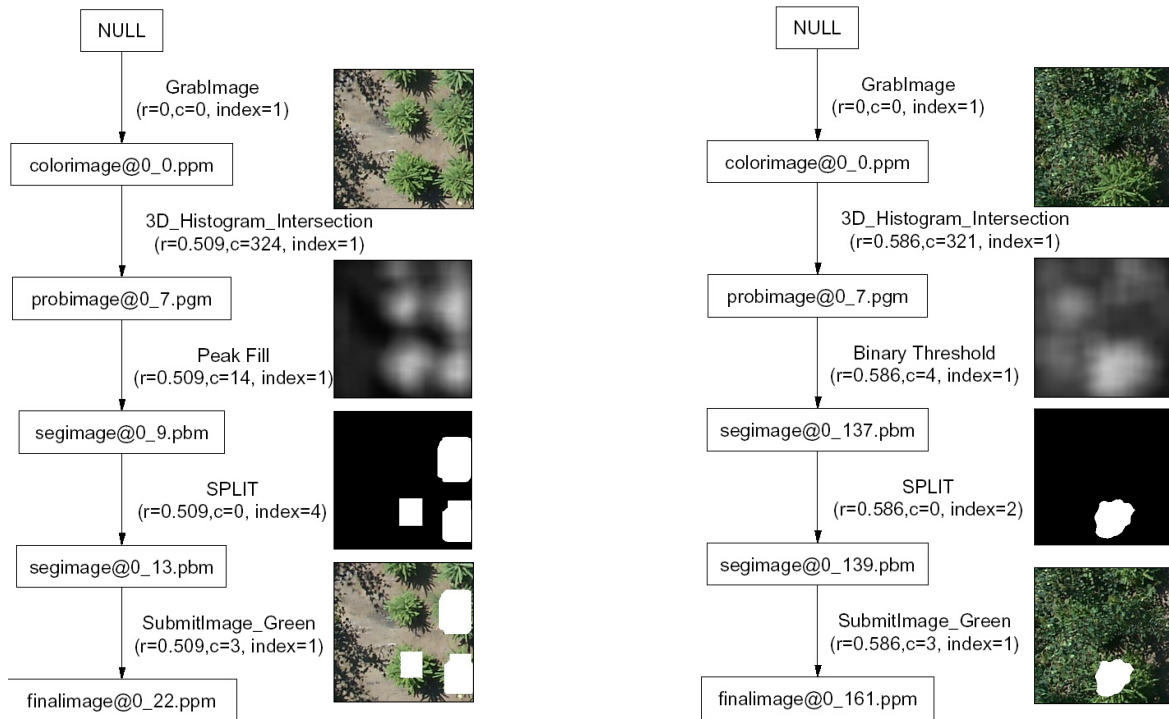 NULL
GrabImage
(r=0,c=0, index=1)
colorimage@0_0.ppm
3D_Histogram_Intersection
(r=0.509,c=324, index=1)
probimage@0_7.pgm
Peak Fill
(r=0.509,c=14, index=1)
segimage@0_9.pbm
SPLIT
(r=0.509,c=0, index=4)
segimage@0_13.pbm
SubmitImage_Green
(r=0.509,c=3, index=1)
finalimage@0_22.ppm
NULL
GrabImage
(r=0,c=0, index=1)
colorimage@0_0.ppm
3D_Histogram_Intersection
(r=0.586,c=321, index=1)
probimage@0_7.pgm
Binary Threshold
(r=0.586,c=4, index=1)
segimage@0_137.pbm
SPLIT
(r=0.586,c=0, index=2)
segimage@0_139.pbm
SubmitImage_Green
(r=0.586,c=3, index=1)
finalimage@0_161.ppm